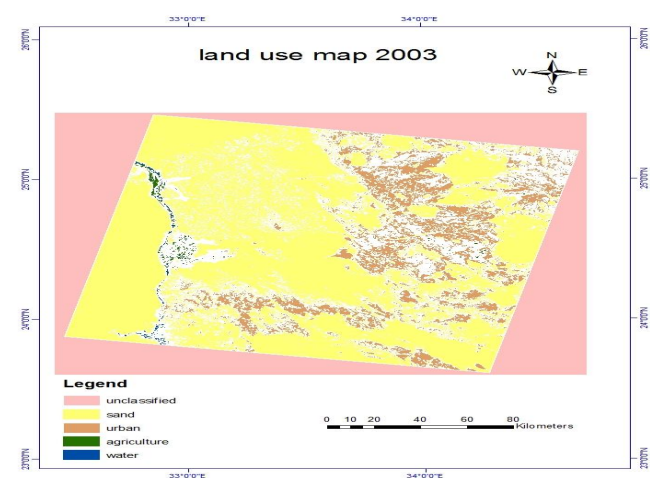 33°0'0"E 34°0'0"E
26°0'0"N 26°0'0"N
land use map 2003
N
W E
S
25°0'0"N 25°0'0"N
24°0'0"N 24°0'0"N
Legend
unclassified
sand
urban
agriculture
water
0 10 20 40 60 80
Kilometers
23°0'0"N 23°0'0"N
33°0'0"E 34°0'0"E